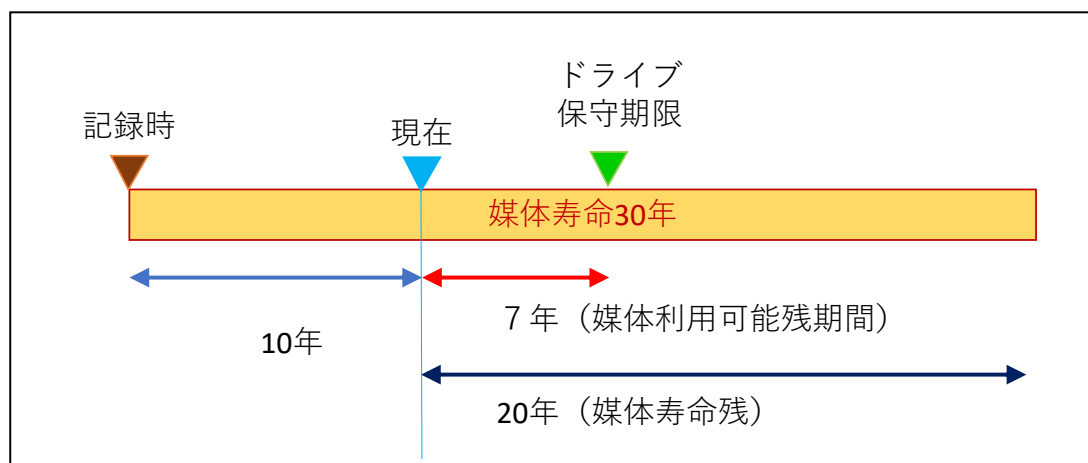 ドライブ
保守期限
記録時
現在
媒体寿命30年
10年
７年（媒体利用可能残期間）
20年（媒体寿命残）